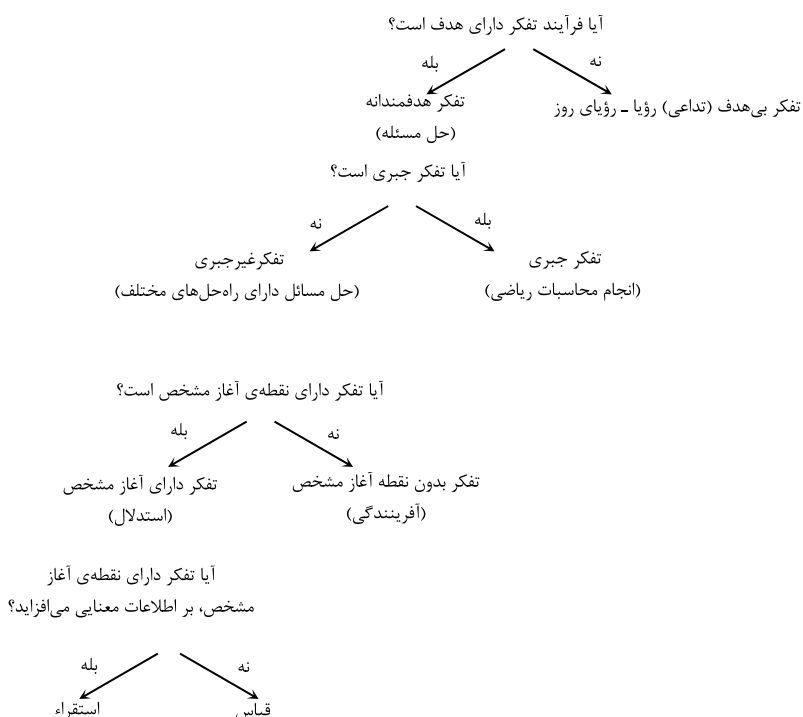 آیا فرآیند تفکر دارای هدف است؟
نه
بله
تفکر بی‌هدف (تداعی) رؤیا ـ رؤیای روز
تفکر هدفمندانه
(حل مسئله)
آیا تفکر جبری است؟
بله
نه
تفکر جبری
(انجام محاسبات ریاضی)
تفکرغیرجبری
(حل مسائل دارای راه‌حل‌های مختلف)
آیا تفکر دارای نقطه‌ی آغاز مشخص است؟
نه
بله
تفکر بدون نقطه آغاز مشخص
(آفرینندگی)
تفکر دارای آغاز مشخص
(استدلال)
آیا تفکر دارای نقطه‌ی آغاز
مشخص، بر اطلاعات معنایی می‌افزاید؟
نه
بله
قیاس
استقراء